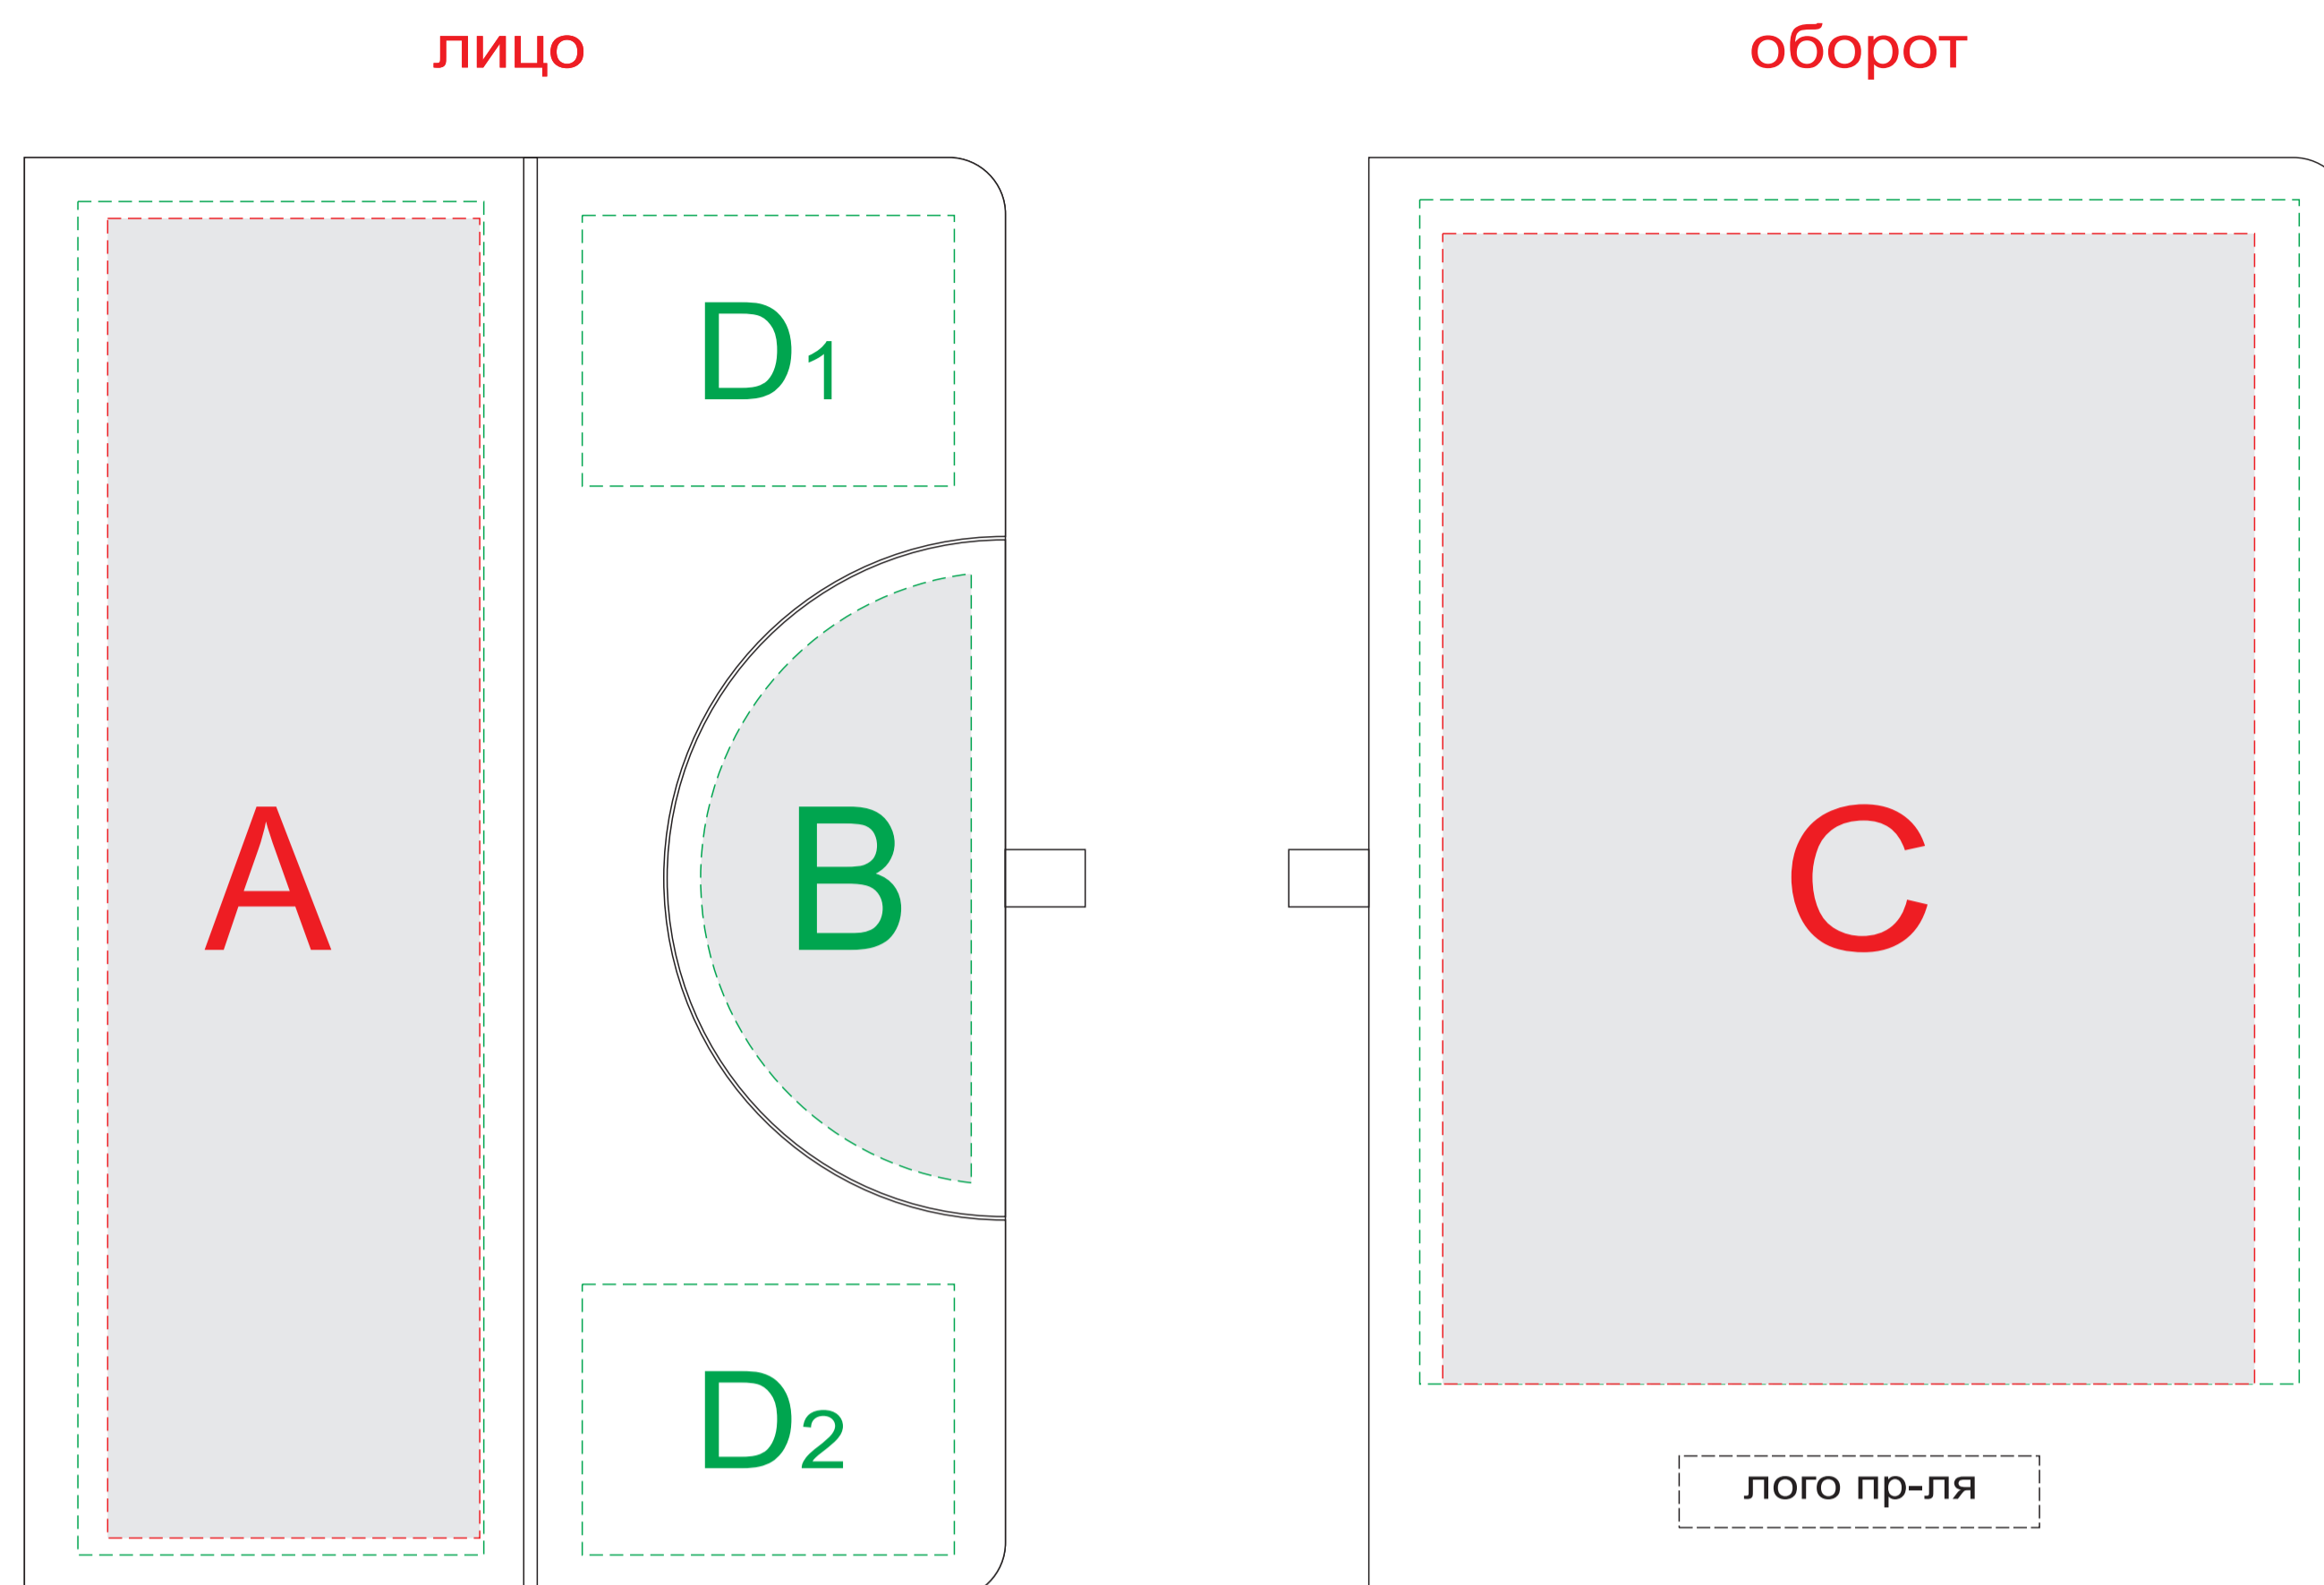 лицо
оборот
D1
A
B
C
D2
лого пр-ля